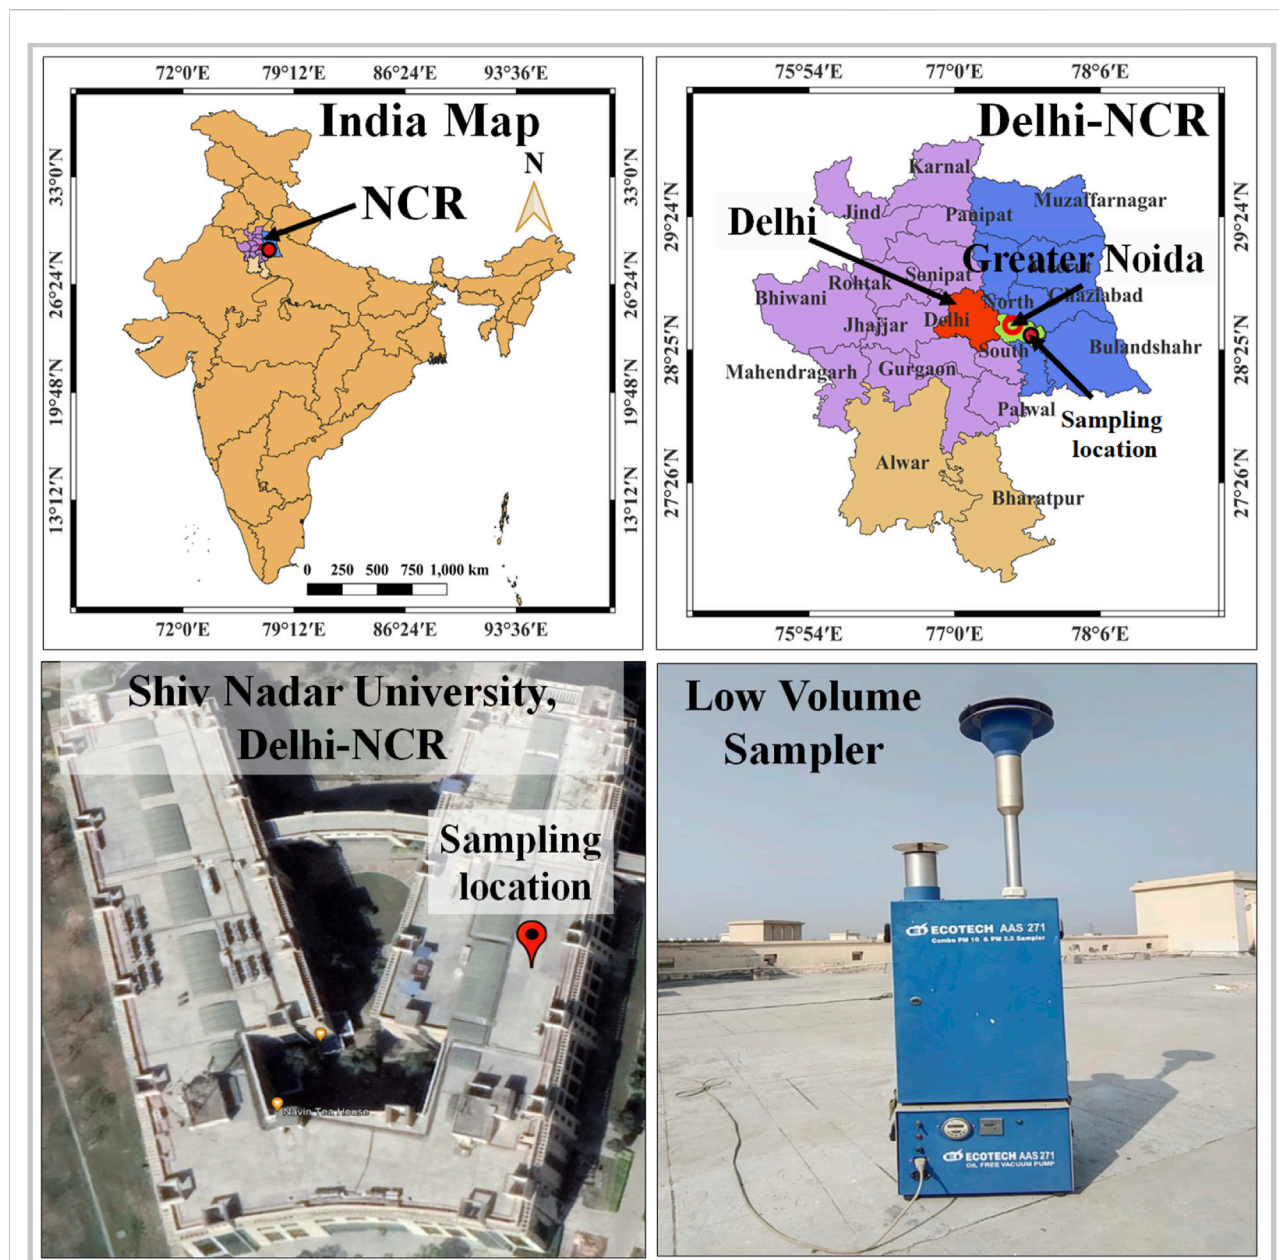 72°0′E 79°12′E 86°24′E 93°36′E
India Map
N
NCR
33°0′N
26°24′N
19°48′N
13°12′N
33°0′N
26°24′N
19°48′N
13°12′N
0 250 500 750 1,000 km
72°0′E 79°12′E 86°24′E 93°36′E
75°54′E 77°0′E 78°6′E
Delhi-NCR
29°24′N
28°25′N
27°26′N
29°24′N
28°25′N
27°26′N
Karnal
Muzaffarnagar
Jind
Panipat
Delhi
Greater Noida
Sonipat
Rohtak
Bhiwani
North
Ghaziabad
Jhajjar
Delhi
South
Bulandshahr
Mahendragarh
Gurgaon
Palwal
Sampling
location
Alwar
Bharatpur
75°54′E 77°0′E 78°6′E
Shiv Nadar University,
Delhi-NCR
Sampling
location
Navin Tea House
Low Volume
Sampler
ECOTECH AAS 271
Combo PM 10 & PM 2.5 Sampler
ECOTECH AAS 271
OIL FREE VACUUM PUMP